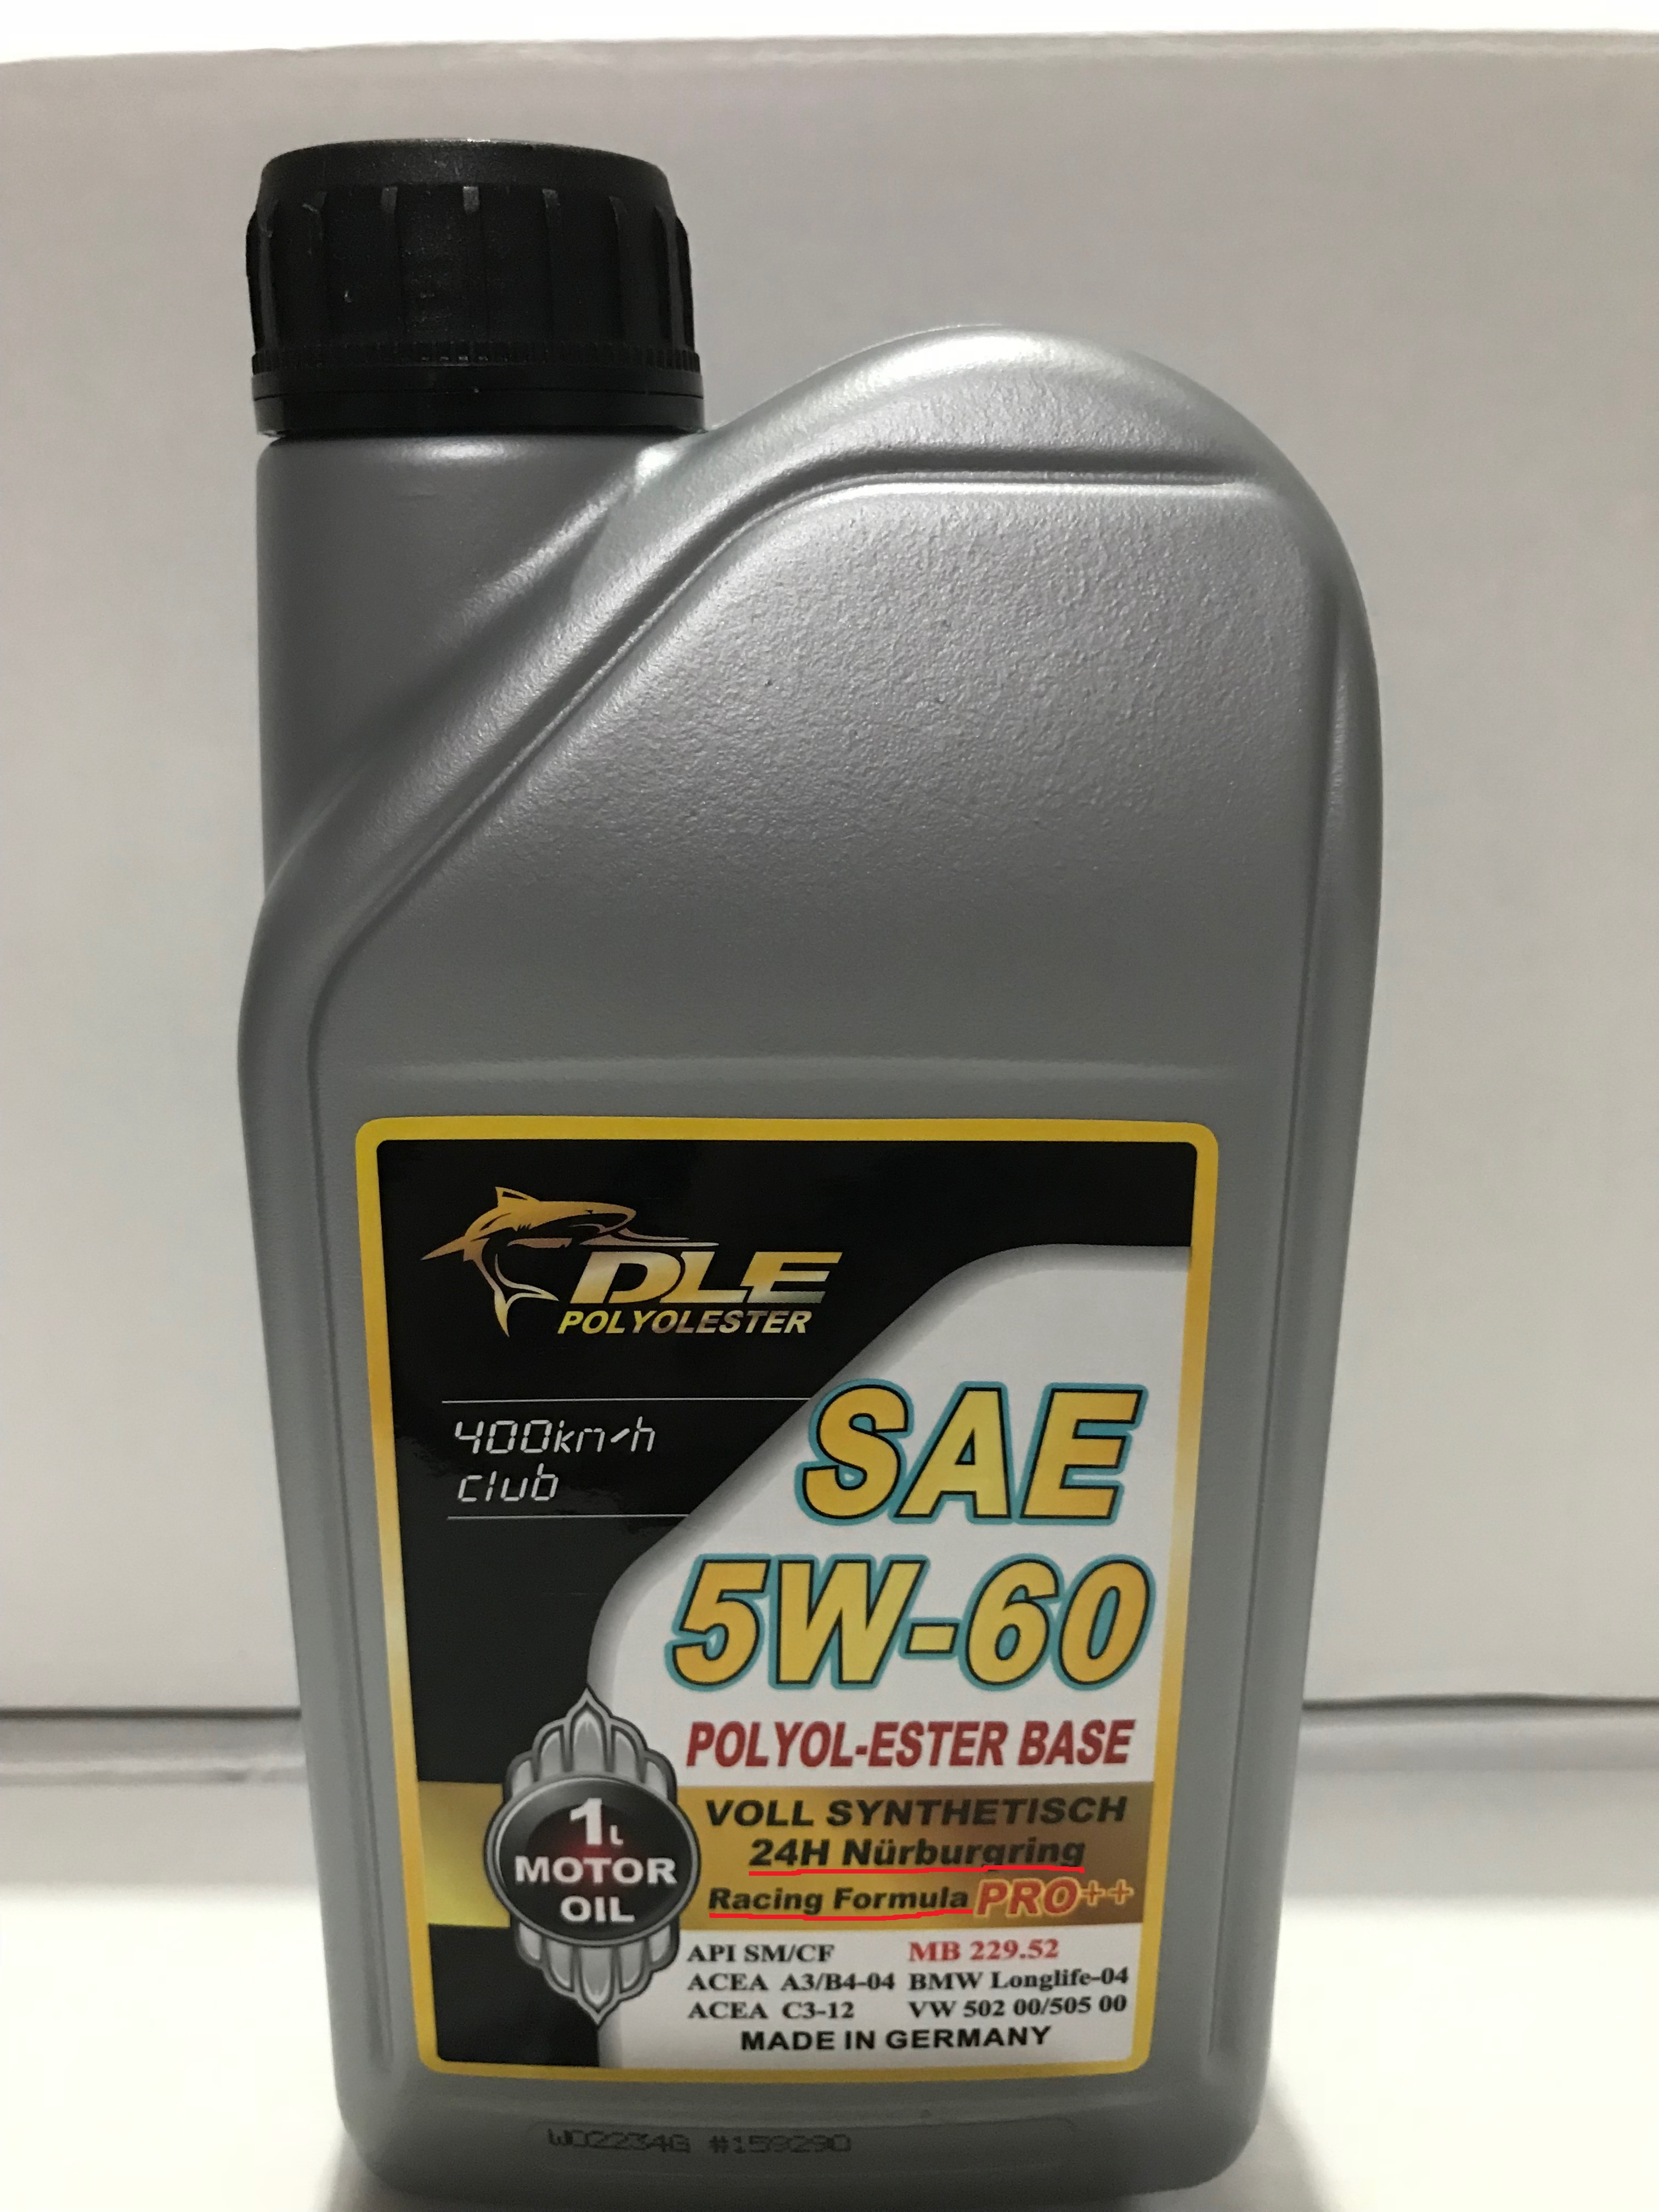 DLE
POLYOLESTER
400km/h
club
SAE
5W-60
POLYOL-ESTER BASE
VOLL SYNTHETISCH
24H Nürburgring
Racing Formula PRO++
1L
MOTOR
OIL
API SM/CF MB 229.52
ACEA A3/B4-04 BMW Longlife-04
ACEA C3-12 VW 502 00/505 00
MADE IN GERMANY
W02234G #159290